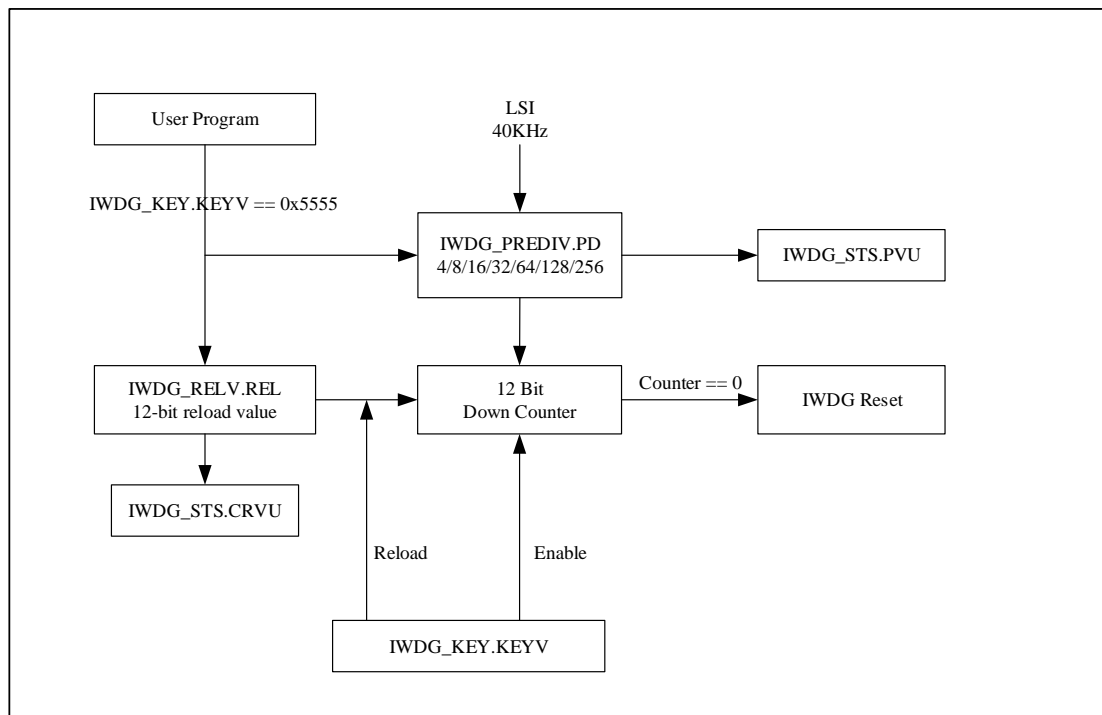 User Program
LSI
40KHz
IWDG_KEY.KEYV == 0x5555
IWDG_PREDIV.PD
4/8/16/32/64/128/256
IWDG_STS.PVU
IWDG_RELV.REL
12-bit reload value
12 Bit
Down Counter
Counter == 0
IWDG Reset
IWDG_STS.CRVU
Reload
Enable
IWDG_KEY.KEYV